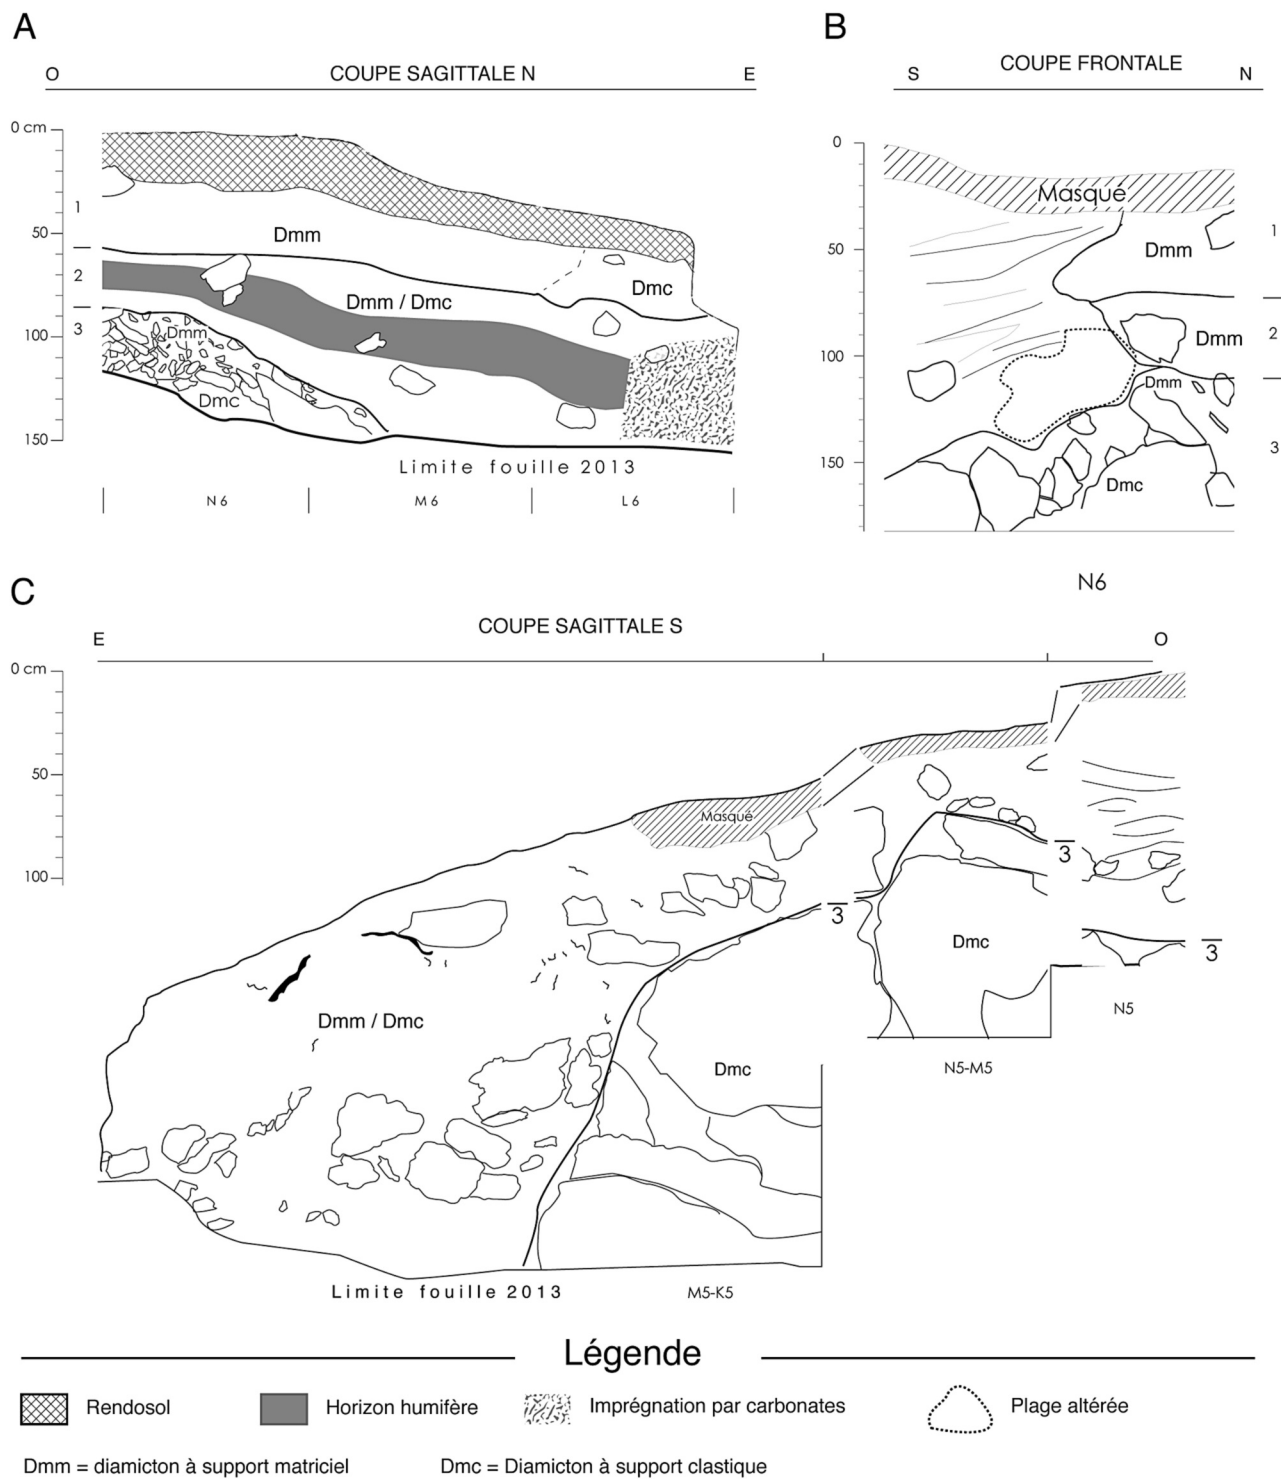 A
O COUPE SAGITTALE N E
0 cm
50
100
150
1
2
3
Dmm
Dmm / Dmc
Dmc
Dmm
Dmc
Limite fouille 2013
N6 M6 L6
B
COUPE FRONTALE
S N
0
50
100
150
Masqué
Dmm
Dmm
Dmm
Dmc
1
2
3
N6
C
COUPE SAGITTALE S
E O
0 cm
50
100
Masqué
3
3
3
Dmm / Dmc
Dmc
Dmc
N5
N5-M5
Limite fouille 2013 M5-K5
Légende
Rendosol Horizon humifère Imprégnation par carbonates Plage altérée
Dmm = diamicton à support matriciel Dmc = Diamicton à support clastique